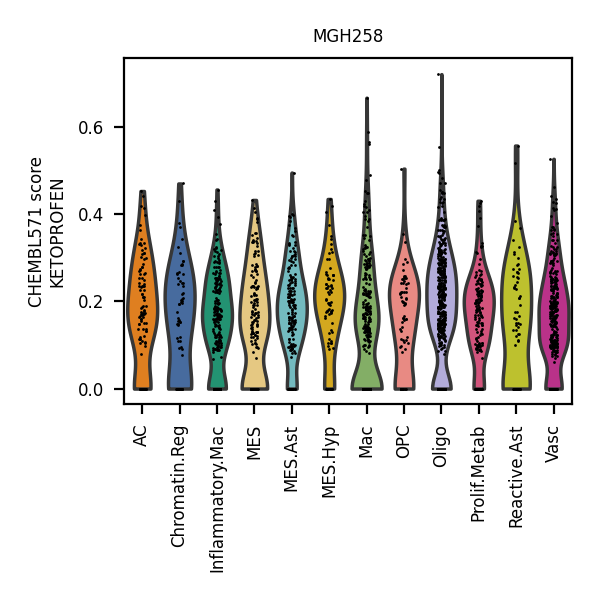 MGH258
CHEMBL571 score
KETOPROFEN
0.6
0.4
0.2
0.0
AC
Chromatin.Reg
Inflammatory.Mac
MES
MES.Ast
MES.Hyp
Mac
OPC
Oligo
Prolif.Metab
Reactive.Ast
Vasc